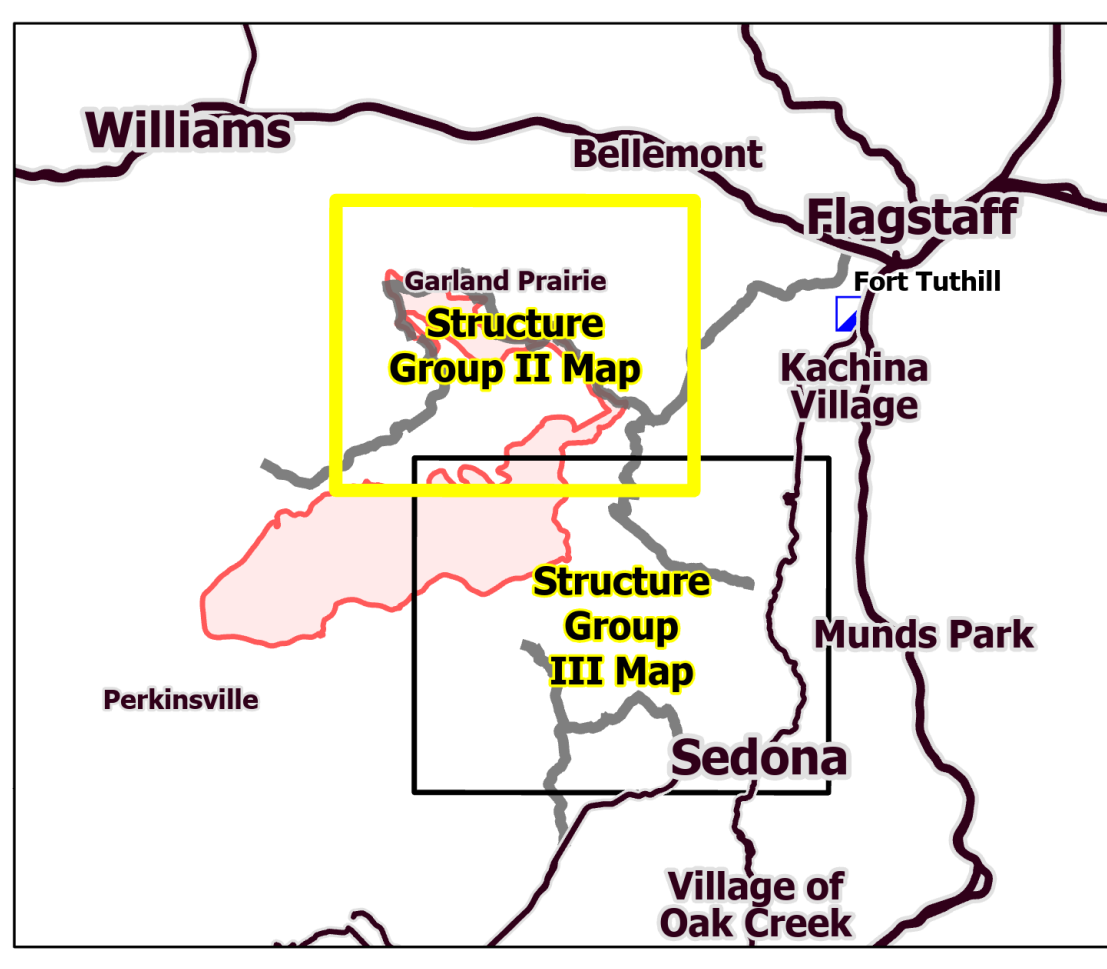 Williams
Bellemont
Flagstaff
Garland Prairie
Fort Tuthill
Structure
Group II Map
Kachina
Village
Structure
Group
III Map
Munds Park
Perkinsville
Sedona
Village of
Oak Creek